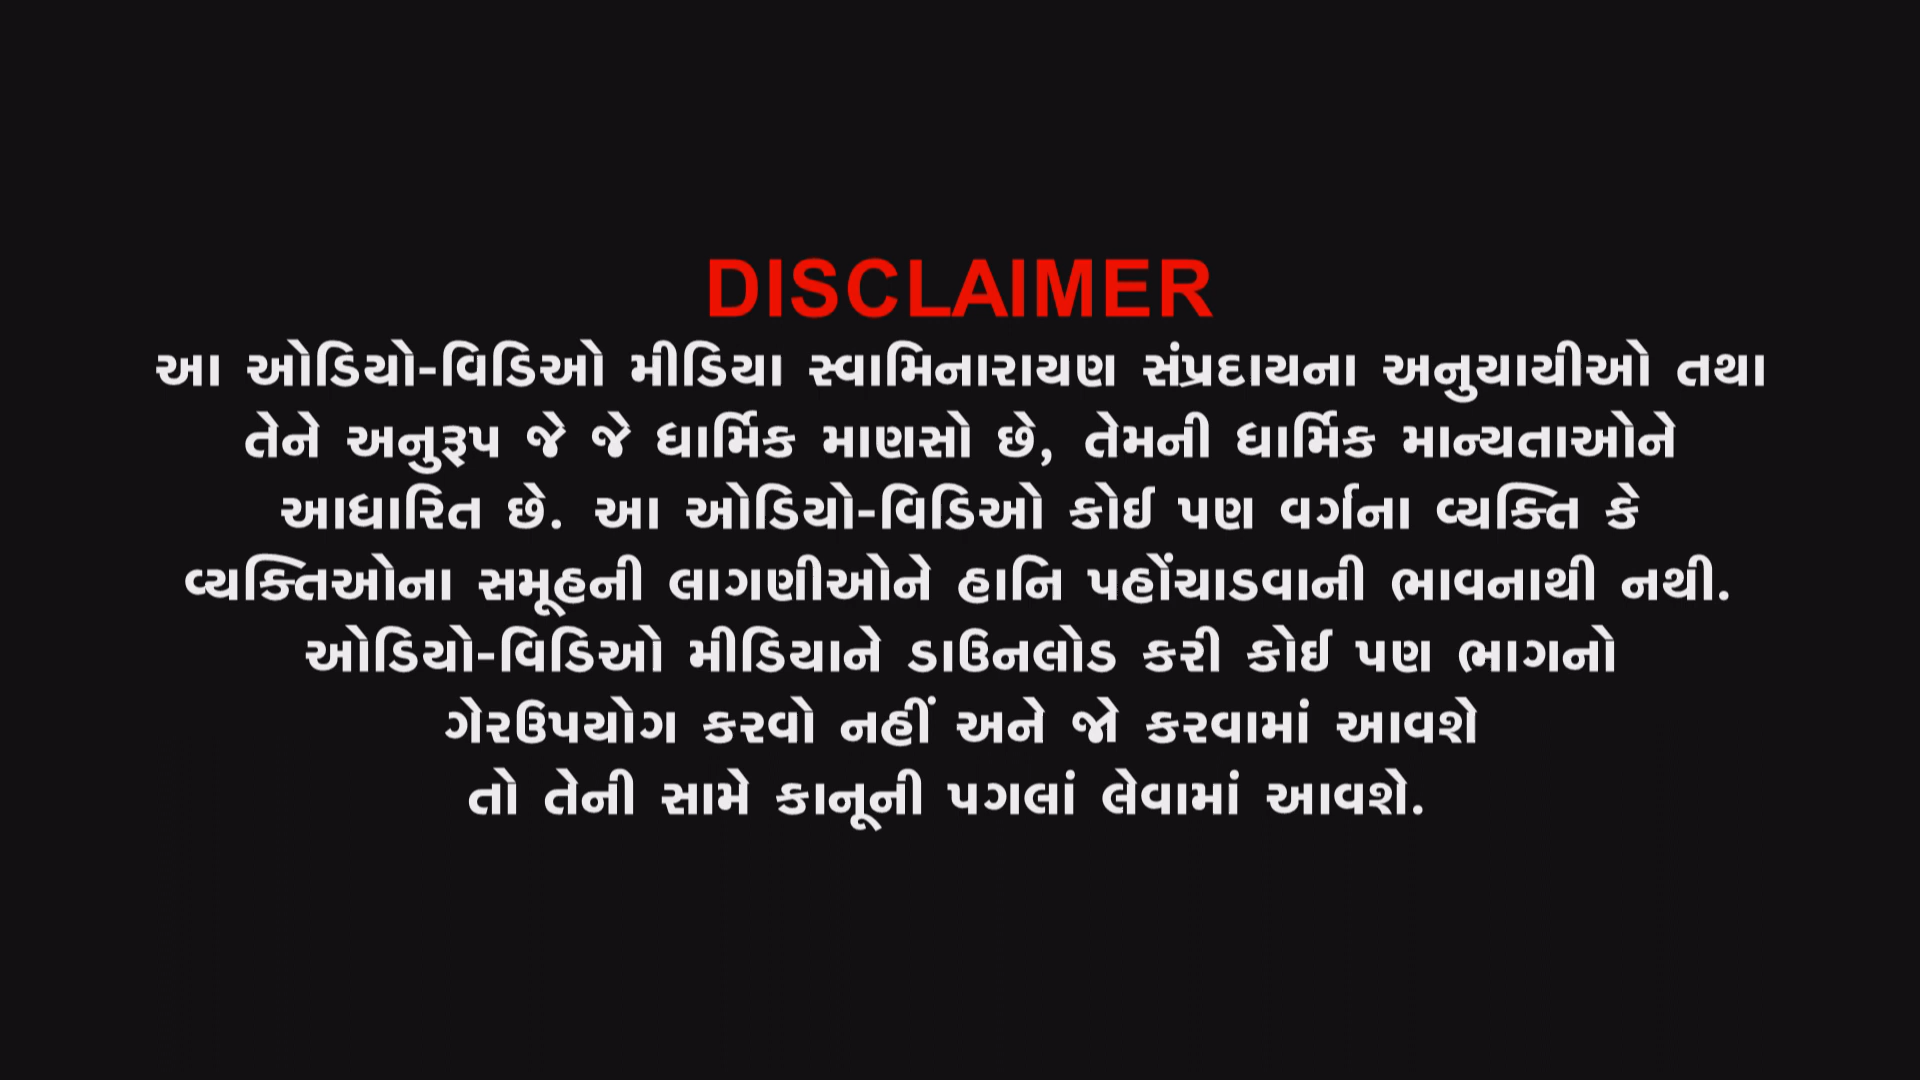 DISCLAIMER
આ ઓડિયો-વિડિઓ મીડિયા સ્વામિનારાયણ સંપ્રદાયના અનુયાયીઓ તથા
તેને અનુરૂપ જે જે ધાર્મિક માણસો છે, તેમની ધાર્મિક માન્યતાઓને
આધારિત છે. આ ઓડિયો-વિડિઓ કોઈ પણ વર્ગના વ્યક્તિ કે
વ્યક્તિઓના સમૂહની લાગણીઓને હાનિ પહોંચાડવાની ભાવનાથી નથી.
ઓડિયો-વિડિઓ મીડિયાને ડાઉનલોડ કરી કોઈ પણ ભાગનો
ગેરઉપયોગ કરવો નહીં અને જો કરવામાં આવશે
તો તેની સામે કાનૂની પગલાં લેવામાં આવશે.